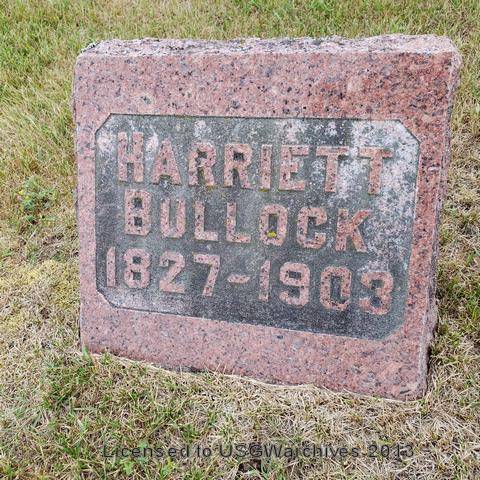 HARRIETT
BULLOCK
1827-1903
Licensed to USGWarchives 2013